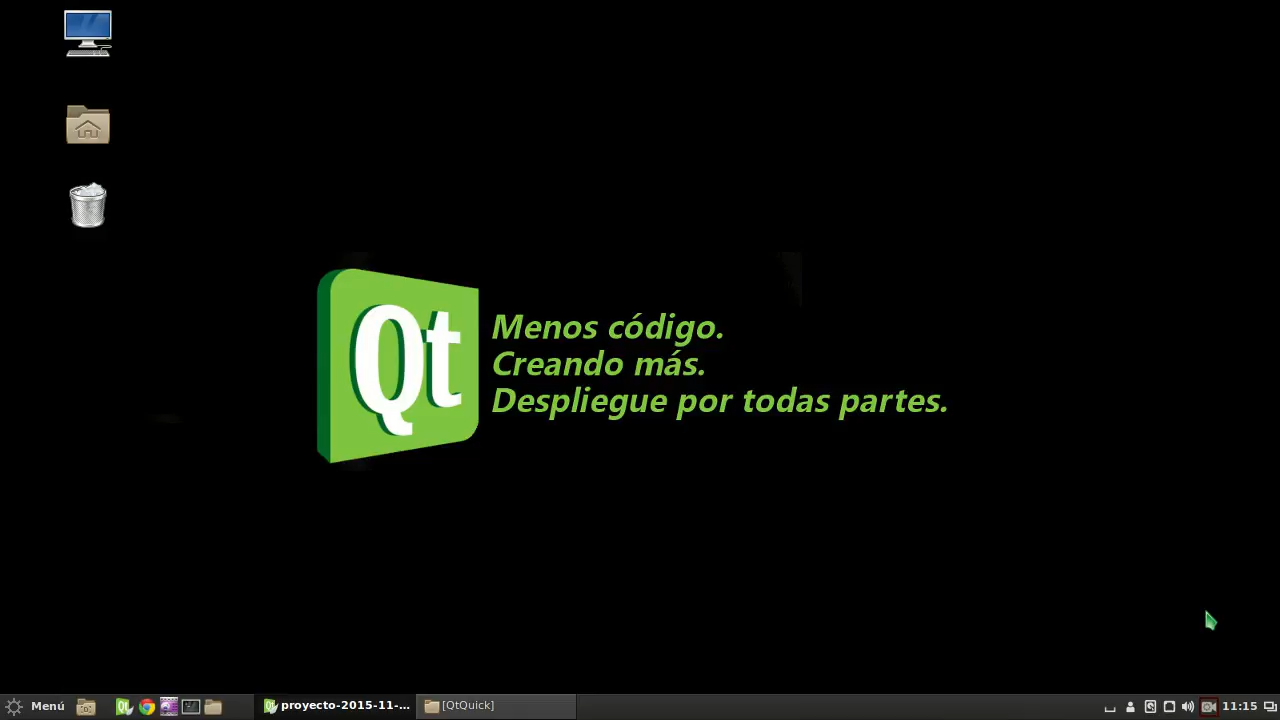 Qt
Menos código.
Creando más.
Despliegue por todas partes.
Menú
proyecto-2015-11-...
[QtQuick]
11:15